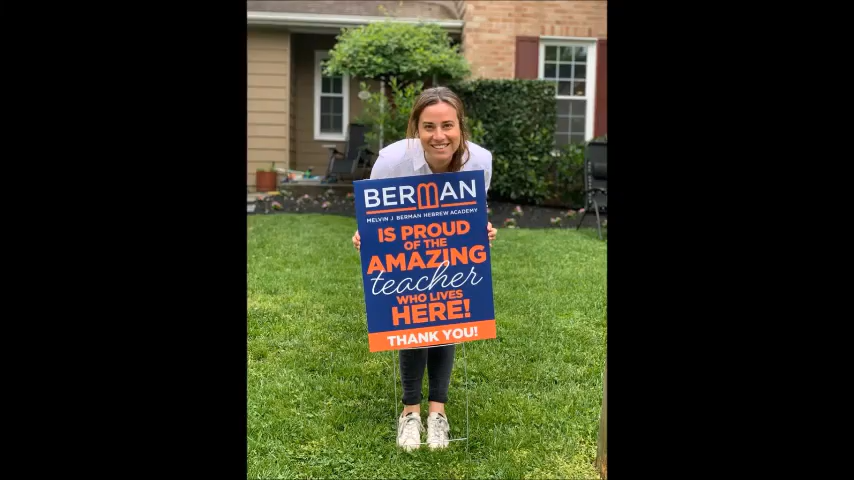 BERMAN
MELVIN J BERMAN HEBREW ACADEMY
IS PROUD
OF THE
AMAZING
teacher
WHO LIVES
HERE!
THANK YOU!